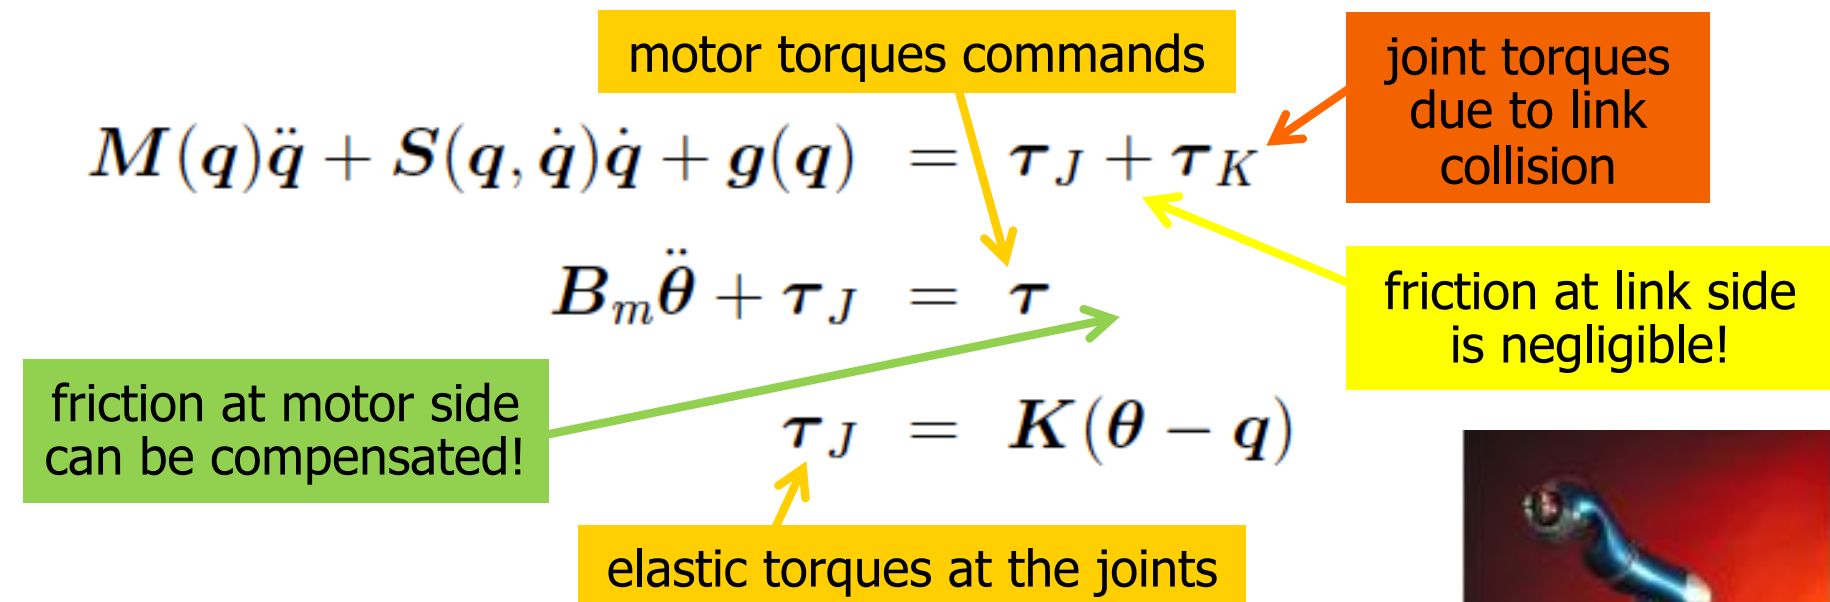 motor torques commands
joint torques
due to link
collision
M(q)q̈ + S(q, q̇)q̇ + g(q) = τ_J + τ_K
B_m θ̈ + τ_J = τ
friction at link side
is negligible!
friction at motor side
can be compensated!
τ_J = K(θ − q)
elastic torques at the joints